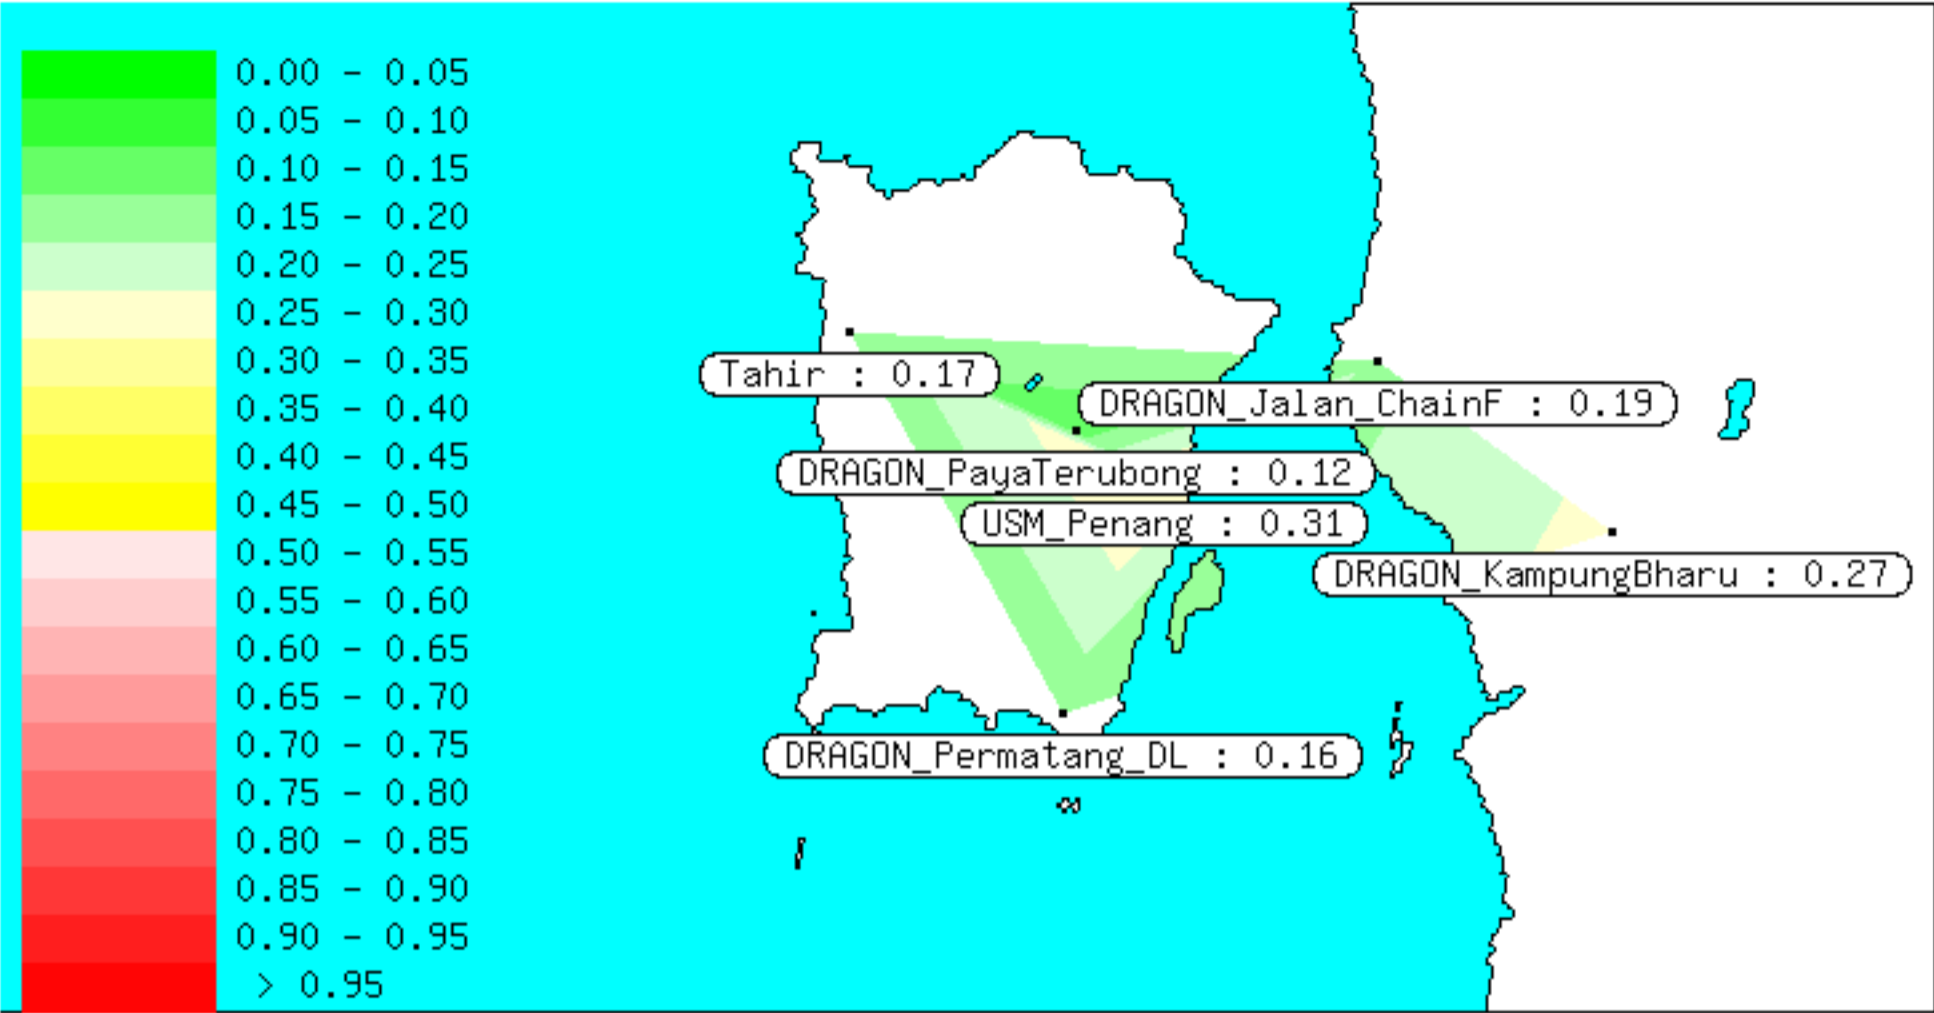 0.00 - 0.05
0.05 - 0.10
0.10 - 0.15
0.15 - 0.20
0.20 - 0.25
0.25 - 0.30
0.30 - 0.35
0.35 - 0.40
0.40 - 0.45
0.45 - 0.50
0.50 - 0.55
0.55 - 0.60
0.60 - 0.65
0.65 - 0.70
0.70 - 0.75
0.75 - 0.80
0.80 - 0.85
0.85 - 0.90
0.90 - 0.95
> 0.95
Tahir : 0.17
DRAGON_Jalan_ChainF : 0.19
DRAGON_PayaTerubong : 0.12
USM_Penang : 0.31
DRAGON_KampungBharu : 0.27
DRAGON_Permatang_DL : 0.16